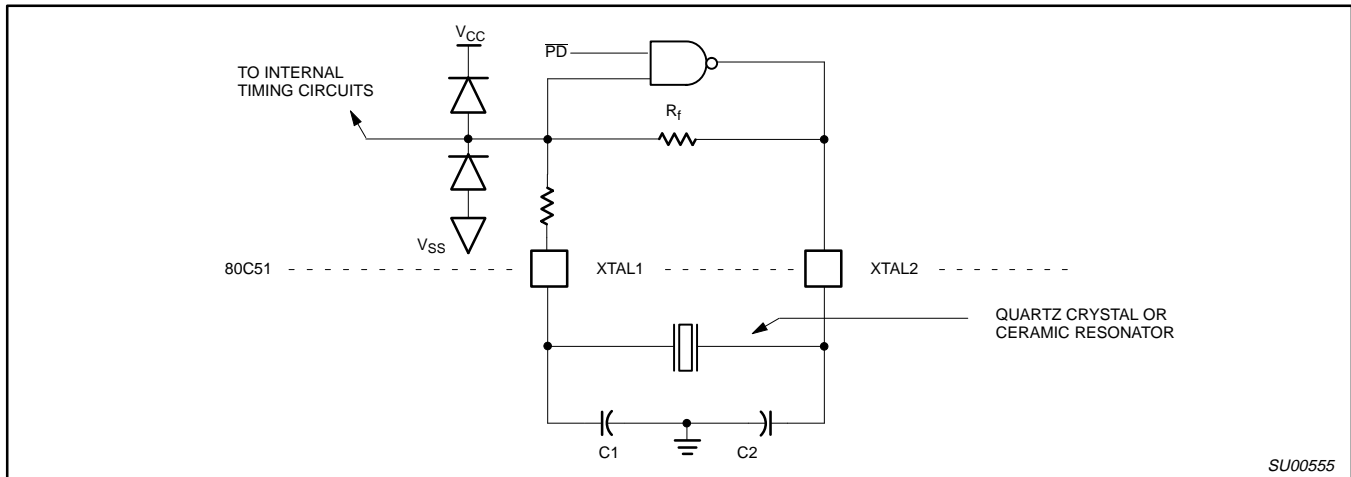 VCC
PD
TO INTERNAL
TIMING CIRCUITS
Rf
VSS
80C51
XTAL1
XTAL2
QUARTZ CRYSTAL OR
CERAMIC RESONATOR
C1
C2
SU00555